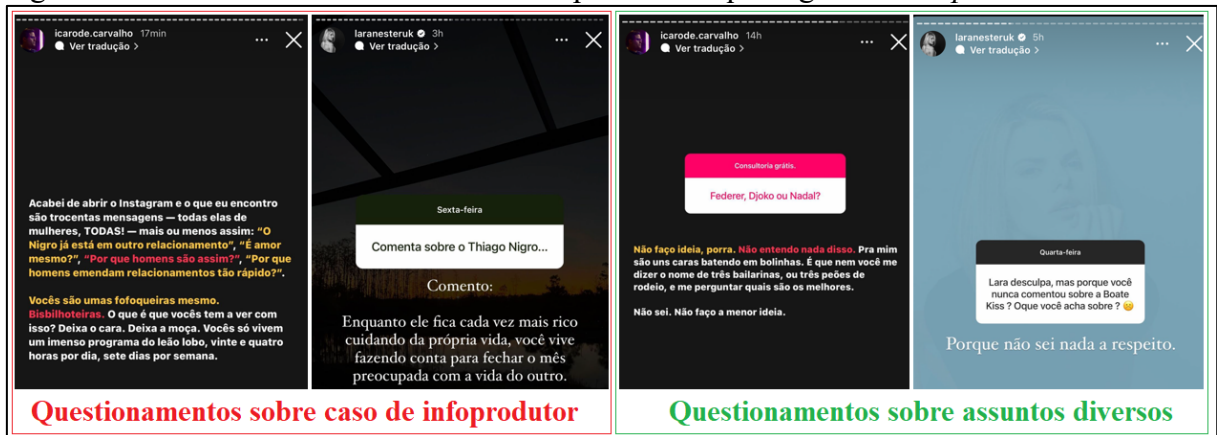 icarode.carvalho 17min
Ver tradução >
Acabei de abrir o Instagram e o que eu encontro
são trocentas mensagens — todas elas de
mulheres, TODAS! — mais ou menos assim: “O
Nigro já está em outro relacionamento”, “É amor
mesmo?”, “Por que homens são assim?”, “Por que
homens emendam relacionamentos tão rápido?”.
Vocês são umas fofoqueiras mesmo.
Bisbilhoteiras. O que é que vocês tem a ver com
isso? Deixa o cara. Deixa a moça. Vocês só vivem
um imenso programa do leão lobo, vinte e quatro
horas por dia, sete dias por semana.
laranesteruk 3h
Ver tradução >
Sexta-feira
Comenta sobre o Thiago Nigro...
Comento:
Enquanto ele fica cada vez mais rico
cuidando da própria vida, você vive
fazendo conta para fechar o mês
preocupada com a vida do outro.
Questionamentos sobre caso de infoprodutor
icarode.carvalho 14h
Ver tradução >
Consultoria grátis.
Federer, Djoko ou Nadal?
Não faço ideia, porra. Não entendo nada disso. Pra mim
são uns caras batendo em bolinhas. É que nem você me
dizer o nome de três bailarinas, ou três peões de
rodeio, e me perguntar quais são os melhores.
Não sei. Não faço a menor ideia.
laranesteruk 5h
Ver tradução >
Quarta-feira
Lara desculpa, mas porque você
nunca comentou sobre a Boate
Kiss ? Oque você acha sobre ? 🙁
Porque não sei nada a respeito.
Questionamentos sobre assuntos diversos